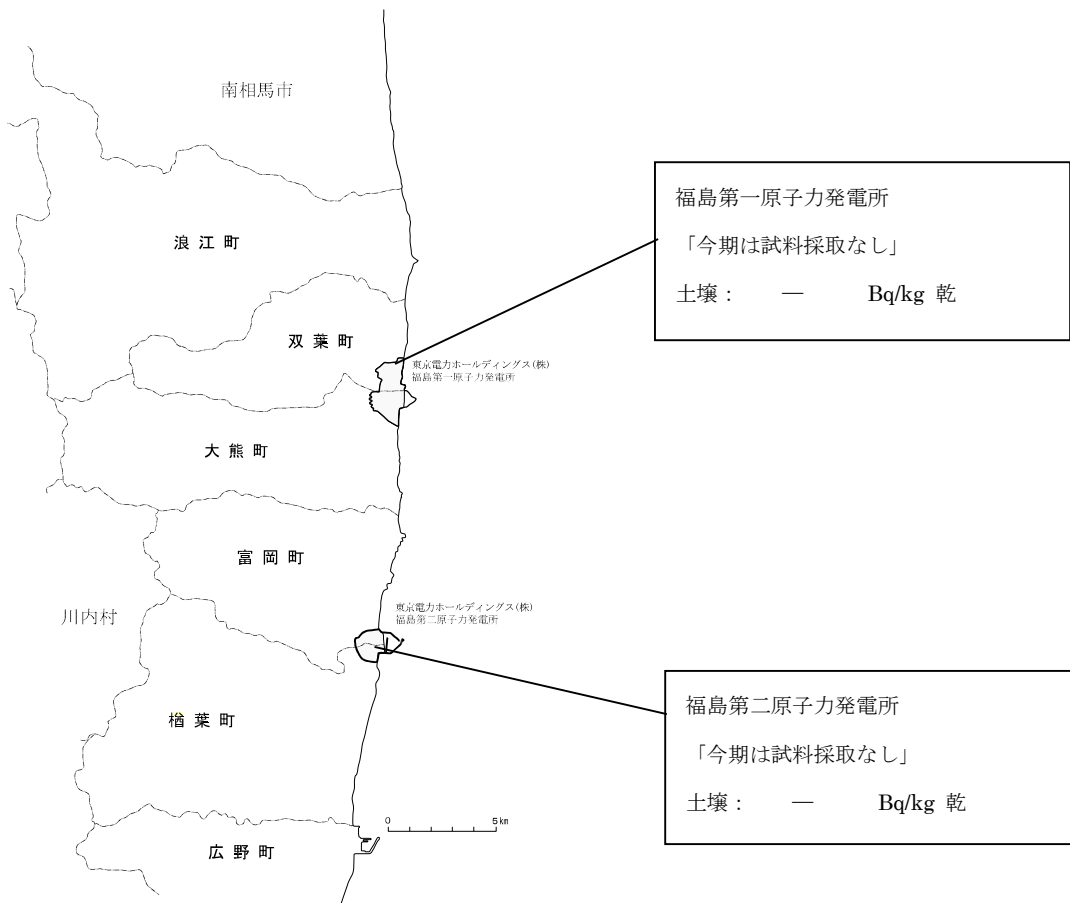 南相馬市
福島第一原子力発電所
「今期は試料採取なし」
土壌： — Bq/kg 乾
浪 江 町
双 葉 町
東京電力ホールディングス(株)
福島第一原子力発電所
大 熊 町
富 岡 町
川内村
東京電力ホールディングス(株)
福島第二原子力発電所
福島第二原子力発電所
「今期は試料採取なし」
土壌： — Bq/kg 乾
楢 葉 町
0 5km
広 野 町